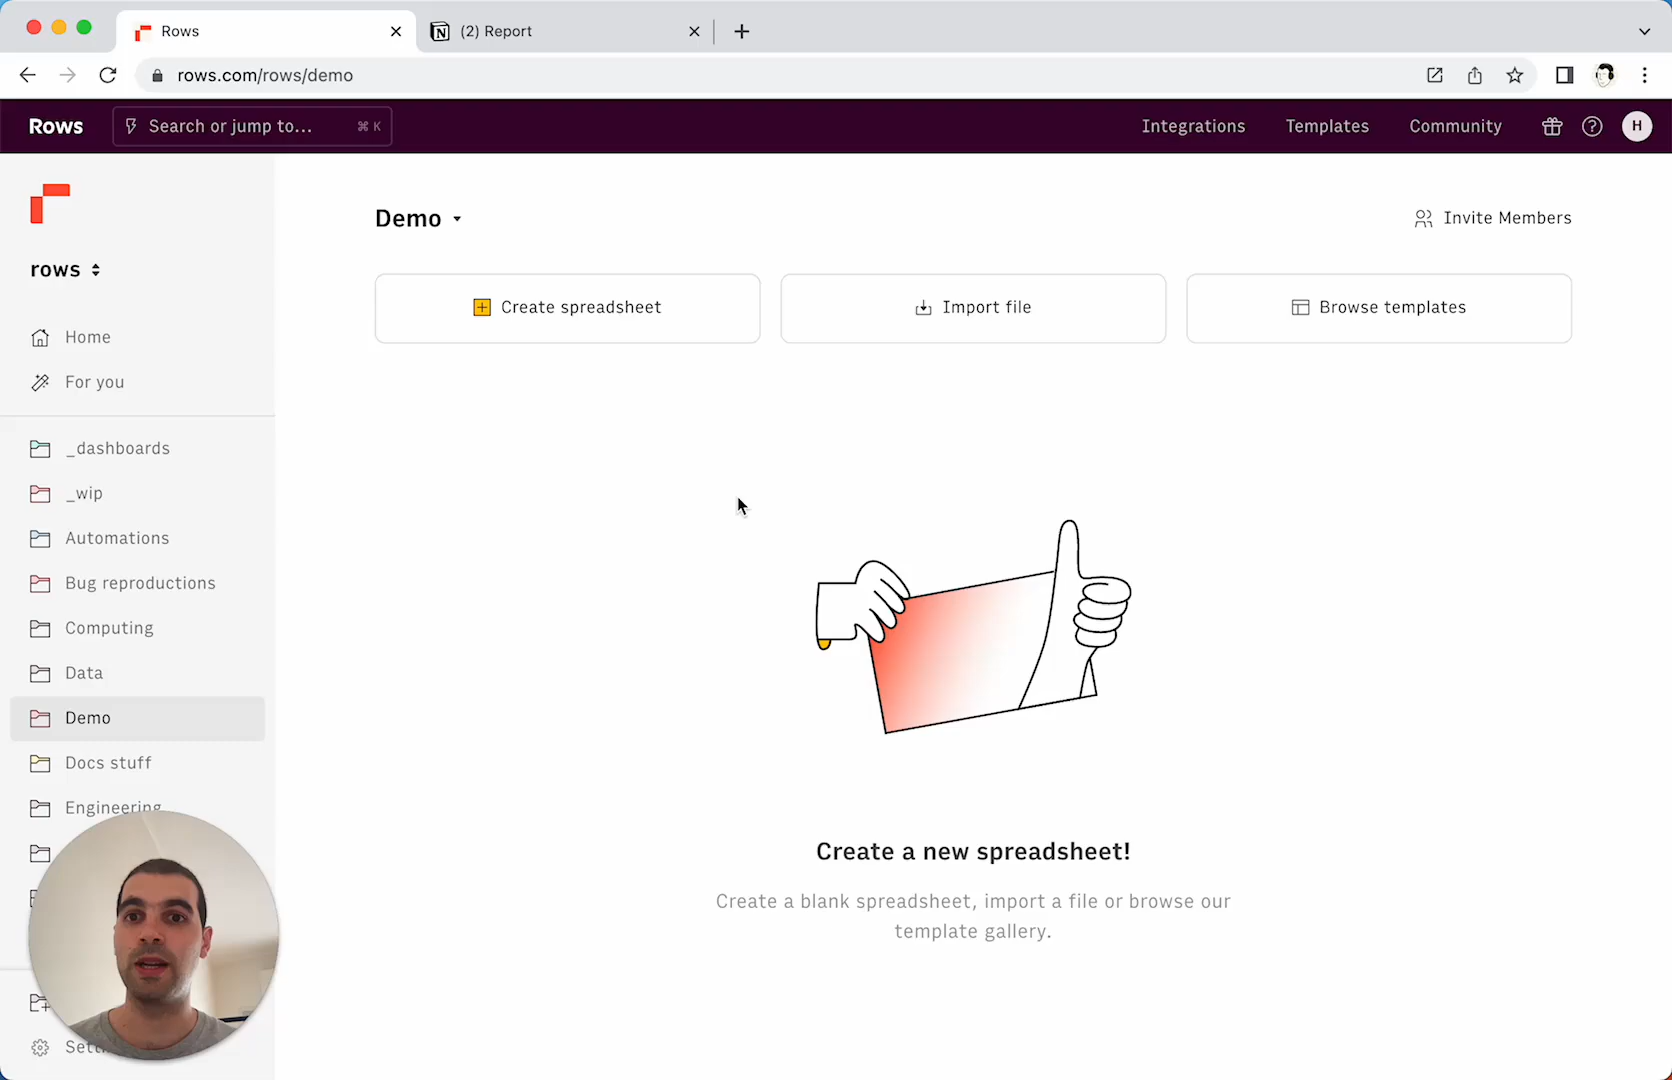 Rows
(2) Report
rows.com/rows/demo
Rows
Search or jump to...
⌘ K
Integrations
Templates
Community
H
rows
Demo
Invite Members
Home
For you
Create spreadsheet
Import file
Browse templates
_dashboards
_wip
Automations
Bug reproductions
Computing
Data
Demo
Docs stuff
Engineering
Create a new spreadsheet!
Create a blank spreadsheet, import a file or browse our
template gallery.